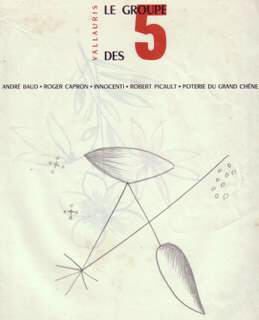 VALLAURIS
LE GROUPE
DES 5
ANDRÉ BAUD • ROGER CAPRON • INNOCENTI • ROBERT PICAULT • POTERIE DU GRAND CHÊNE